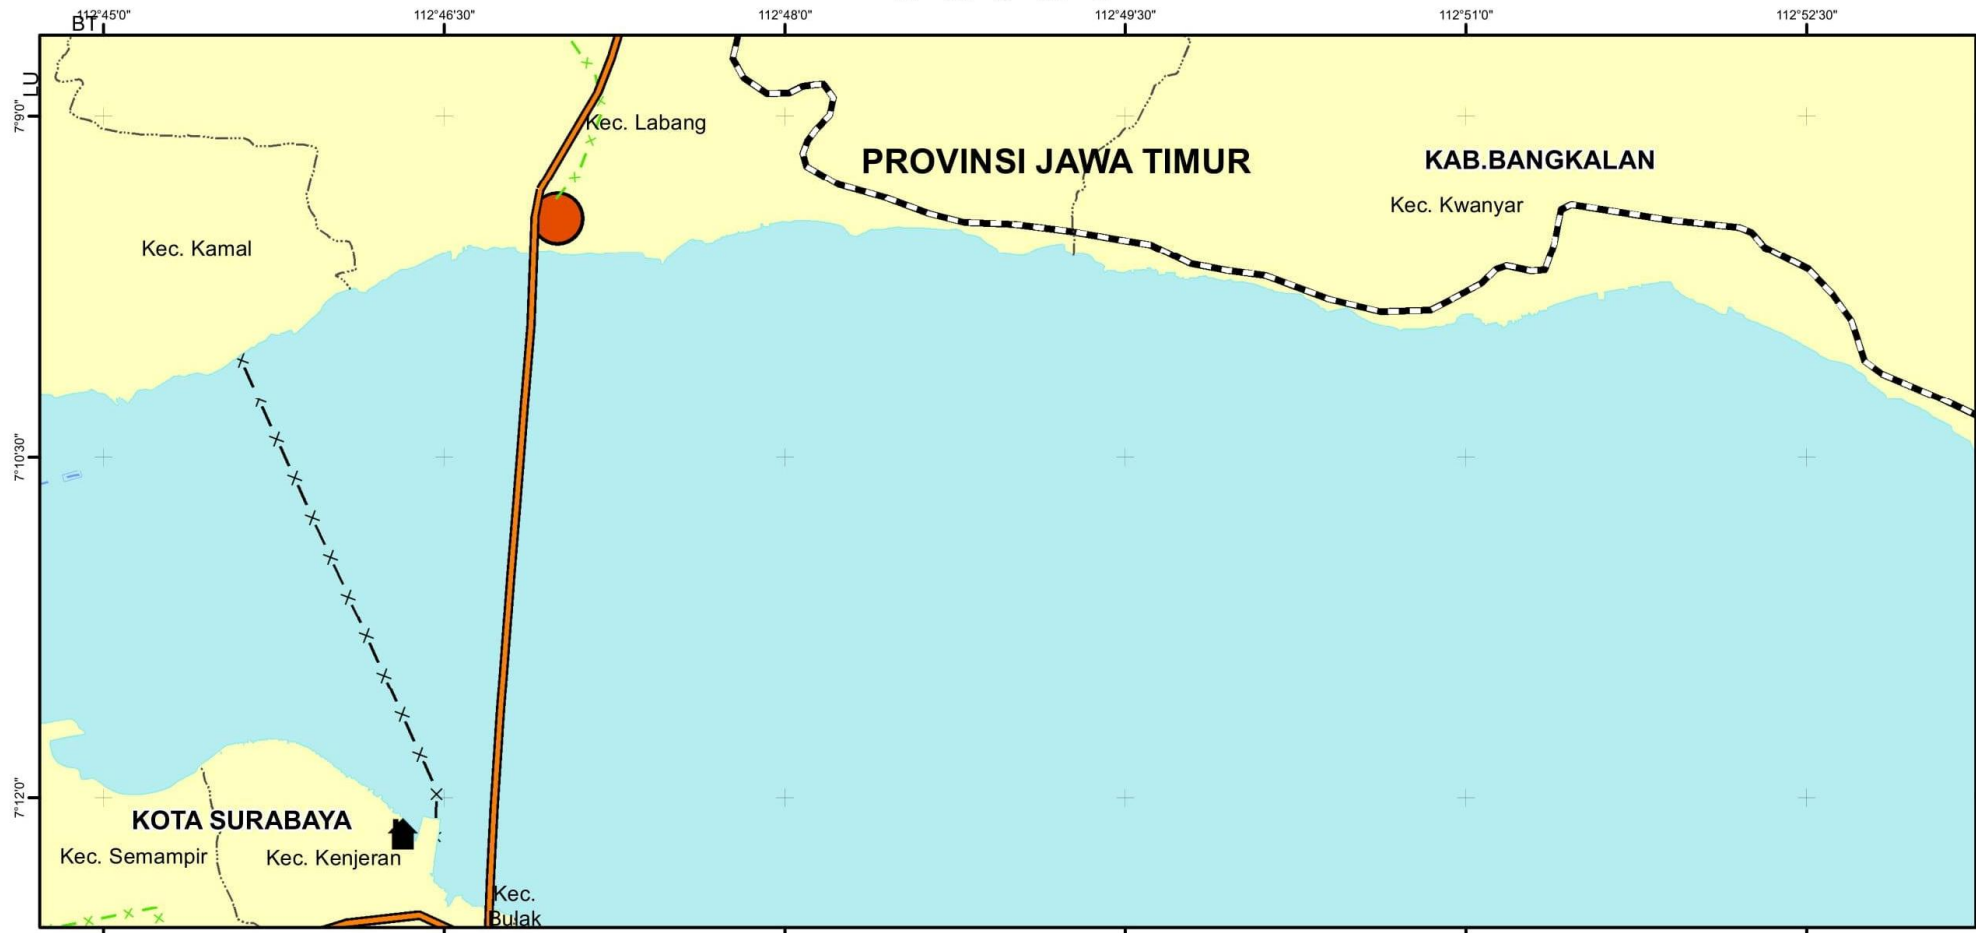 112°45'0"
112°46'30"
112°48'0"
112°49'30"
112°51'0"
112°52'30"
BT
LU
7°9'0"
Kec. Labang
PROVINSI JAWA TIMUR
KAB.BANGKALAN
Kec. Kwanyar
Kec. Kamal
7°10'30"
7°12'0"
KOTA SURABAYA
Kec. Semampir
Kec. Kenjeran
Kec.
Bulak